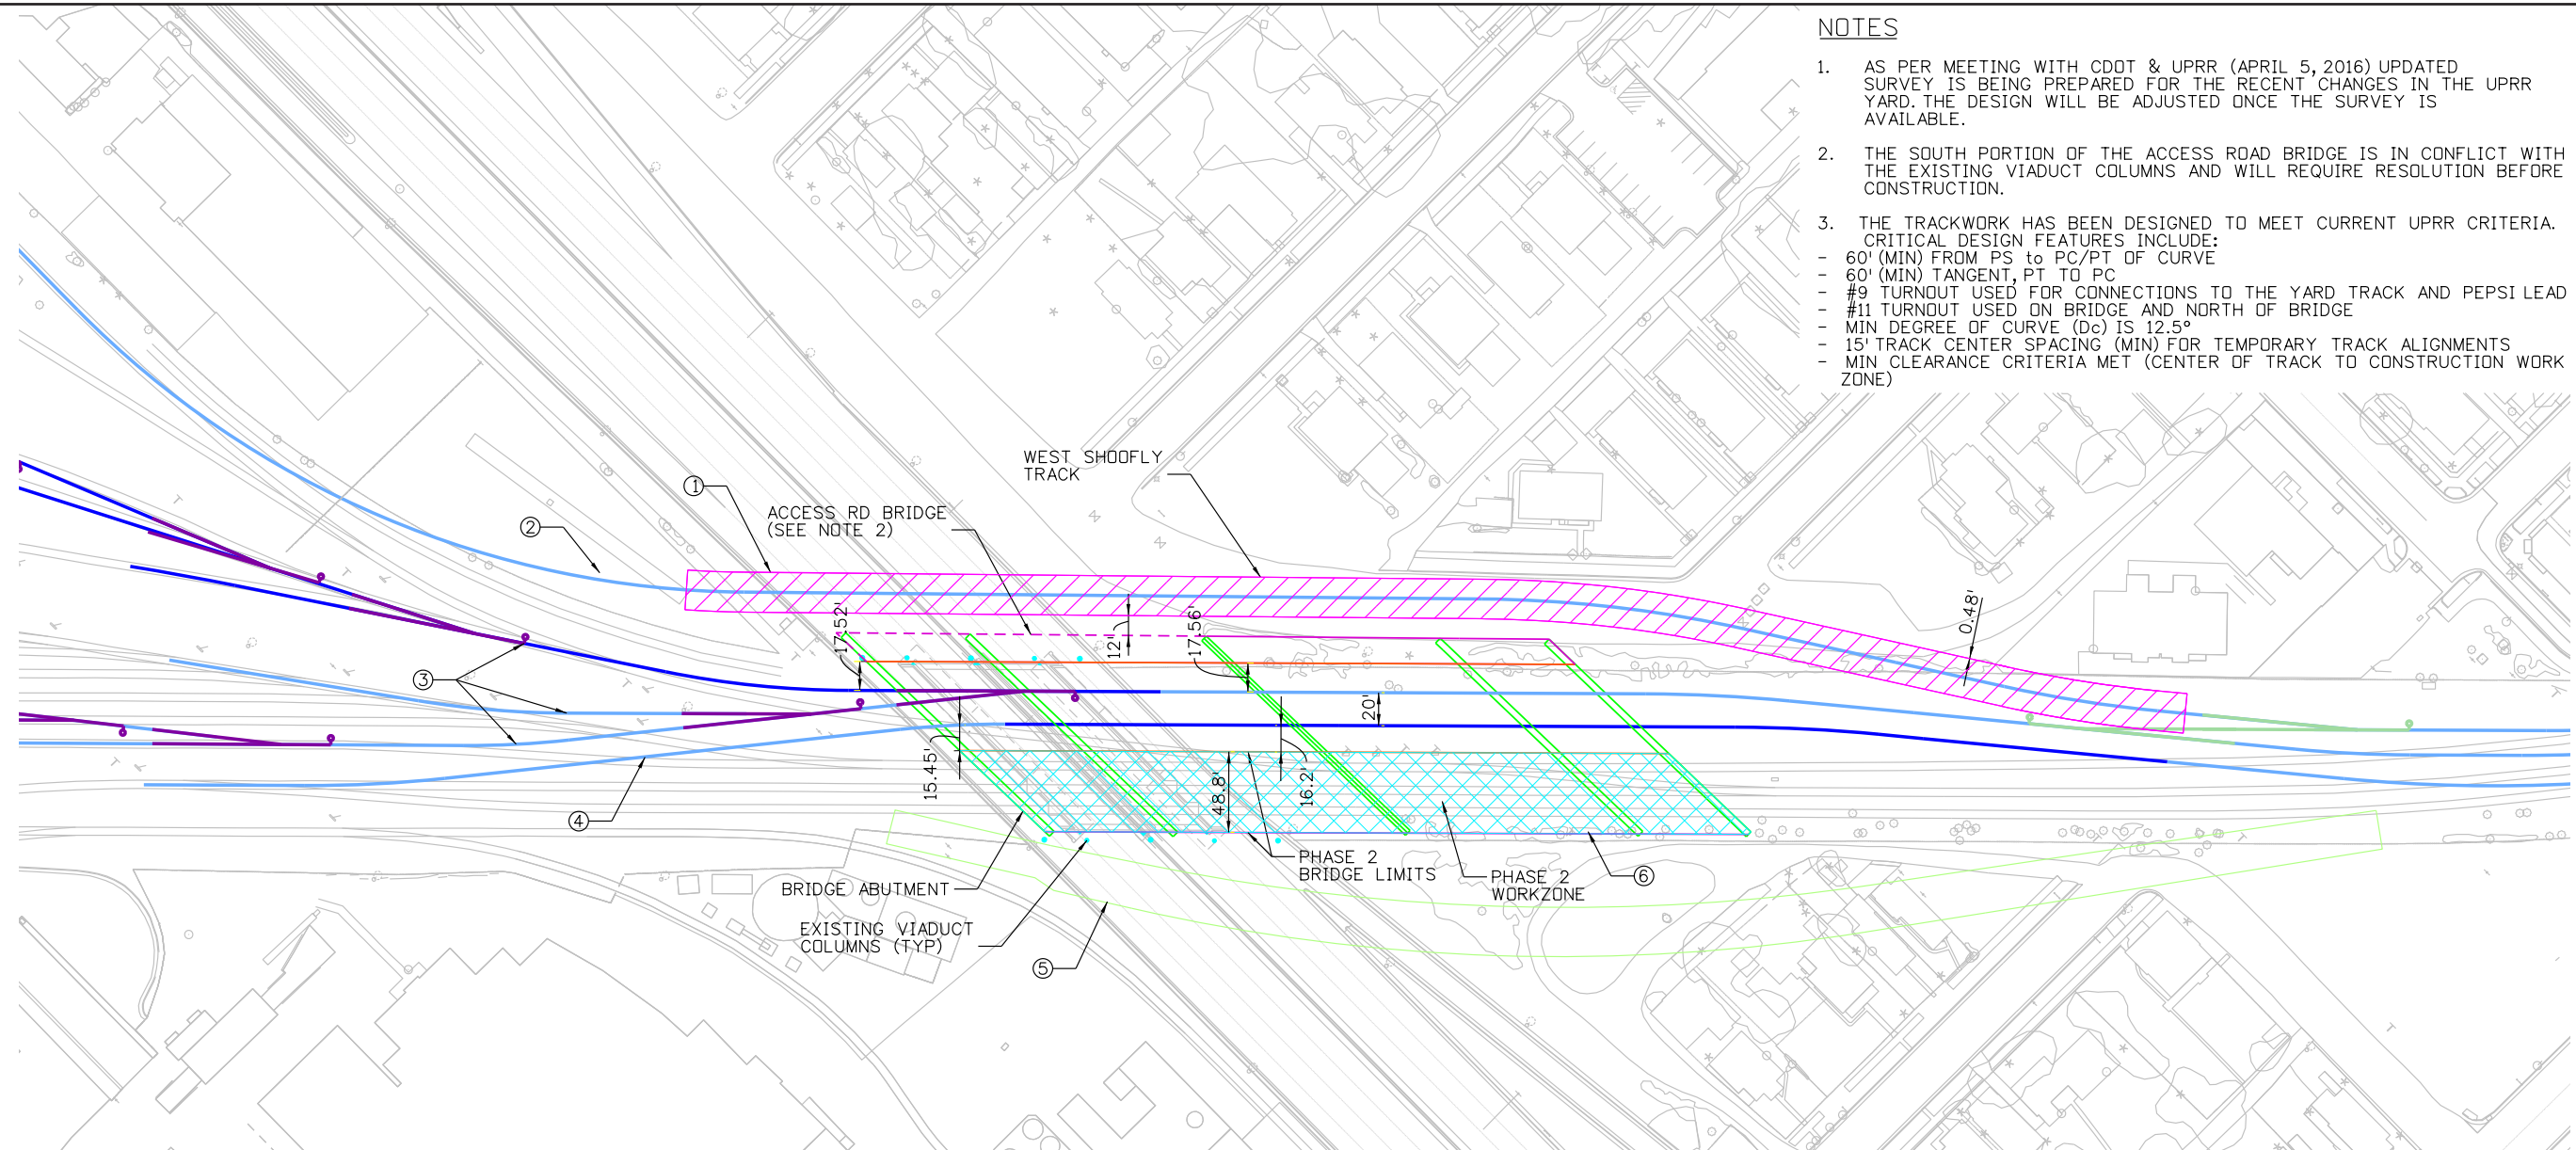 NOTES
1. AS PER MEETING WITH CDOT & UPRR (APRIL 5, 2016) UPDATED
SURVEY IS BEING PREPARED FOR THE RECENT CHANGES IN THE UPRR
YARD. THE DESIGN WILL BE ADJUSTED ONCE THE SURVEY IS
AVAILABLE.
2. THE SOUTH PORTION OF THE ACCESS ROAD BRIDGE IS IN CONFLICT WITH
THE EXISTING VIADUCT COLUMNS AND WILL REQUIRE RESOLUTION BEFORE
CONSTRUCTION.
3. THE TRACKWORK HAS BEEN DESIGNED TO MEET CURRENT UPRR CRITERIA.
CRITICAL DESIGN FEATURES INCLUDE:
- 60' (MIN) FROM PS to PC/PT OF CURVE
- 60' (MIN) TANGENT, PT TO PC
- #9 TURNOUT USED FOR CONNECTIONS TO THE YARD TRACK AND PEPSI LEAD
- #11 TURNOUT USED ON BRIDGE AND NORTH OF BRIDGE
- MIN DEGREE OF CURVE (Dc) IS 12.5°
- 15' TRACK CENTER SPACING (MIN) FOR TEMPORARY TRACK ALIGNMENTS
- MIN CLEARANCE CRITERIA MET (CENTER OF TRACK TO CONSTRUCTION WORK
ZONE)
WEST SHOOFLY
TRACK
1
ACCESS RD BRIDGE
(SEE NOTE 2)
2
17.52'
12'
17.56'
0.48'
3
20'
15.45'
48.8'
16.2'
4
PHASE 2
BRIDGE LIMITS
PHASE 2
WORKZONE
6
BRIDGE ABUTMENT
EXISTING VIADUCT
COLUMNS (TYP)
5